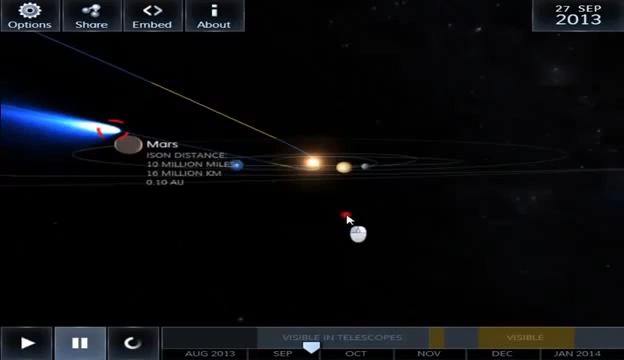 Options
Share
Embed
About
27 SEP
2013
Mars
ISON DISTANCE
10 MILLION MILES
16 MILLION KM
0.10 AU
VISIBLE IN TELESCOPES
VISIBLE
AUG 2013
SEP
OCT
NOV
DEC
JAN 2014